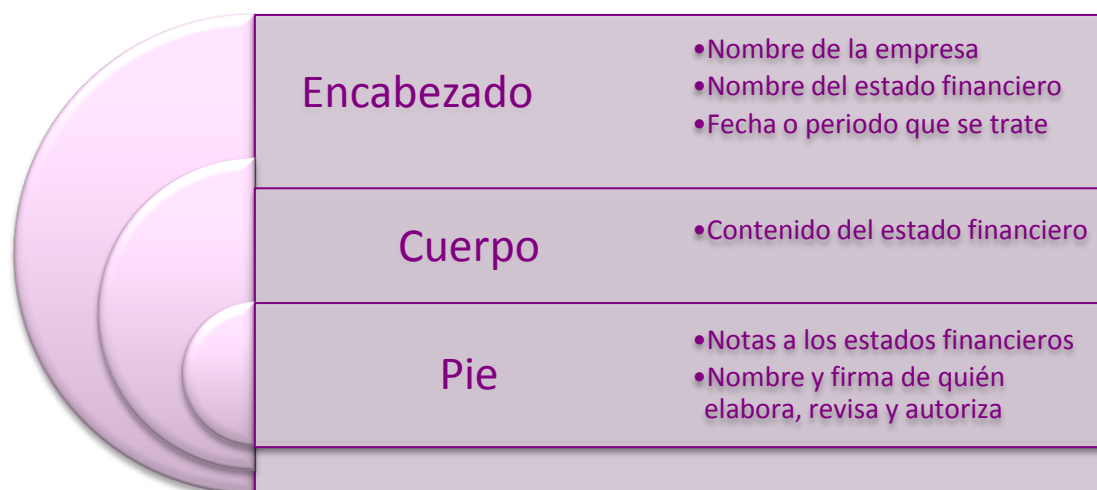 Encabezado
•Nombre de la empresa
•Nombre del estado financiero
•Fecha o periodo que se trate
Cuerpo
•Contenido del estado financiero
Pie
•Notas a los estados financieros
•Nombre y firma de quién
elabora, revisa y autoriza